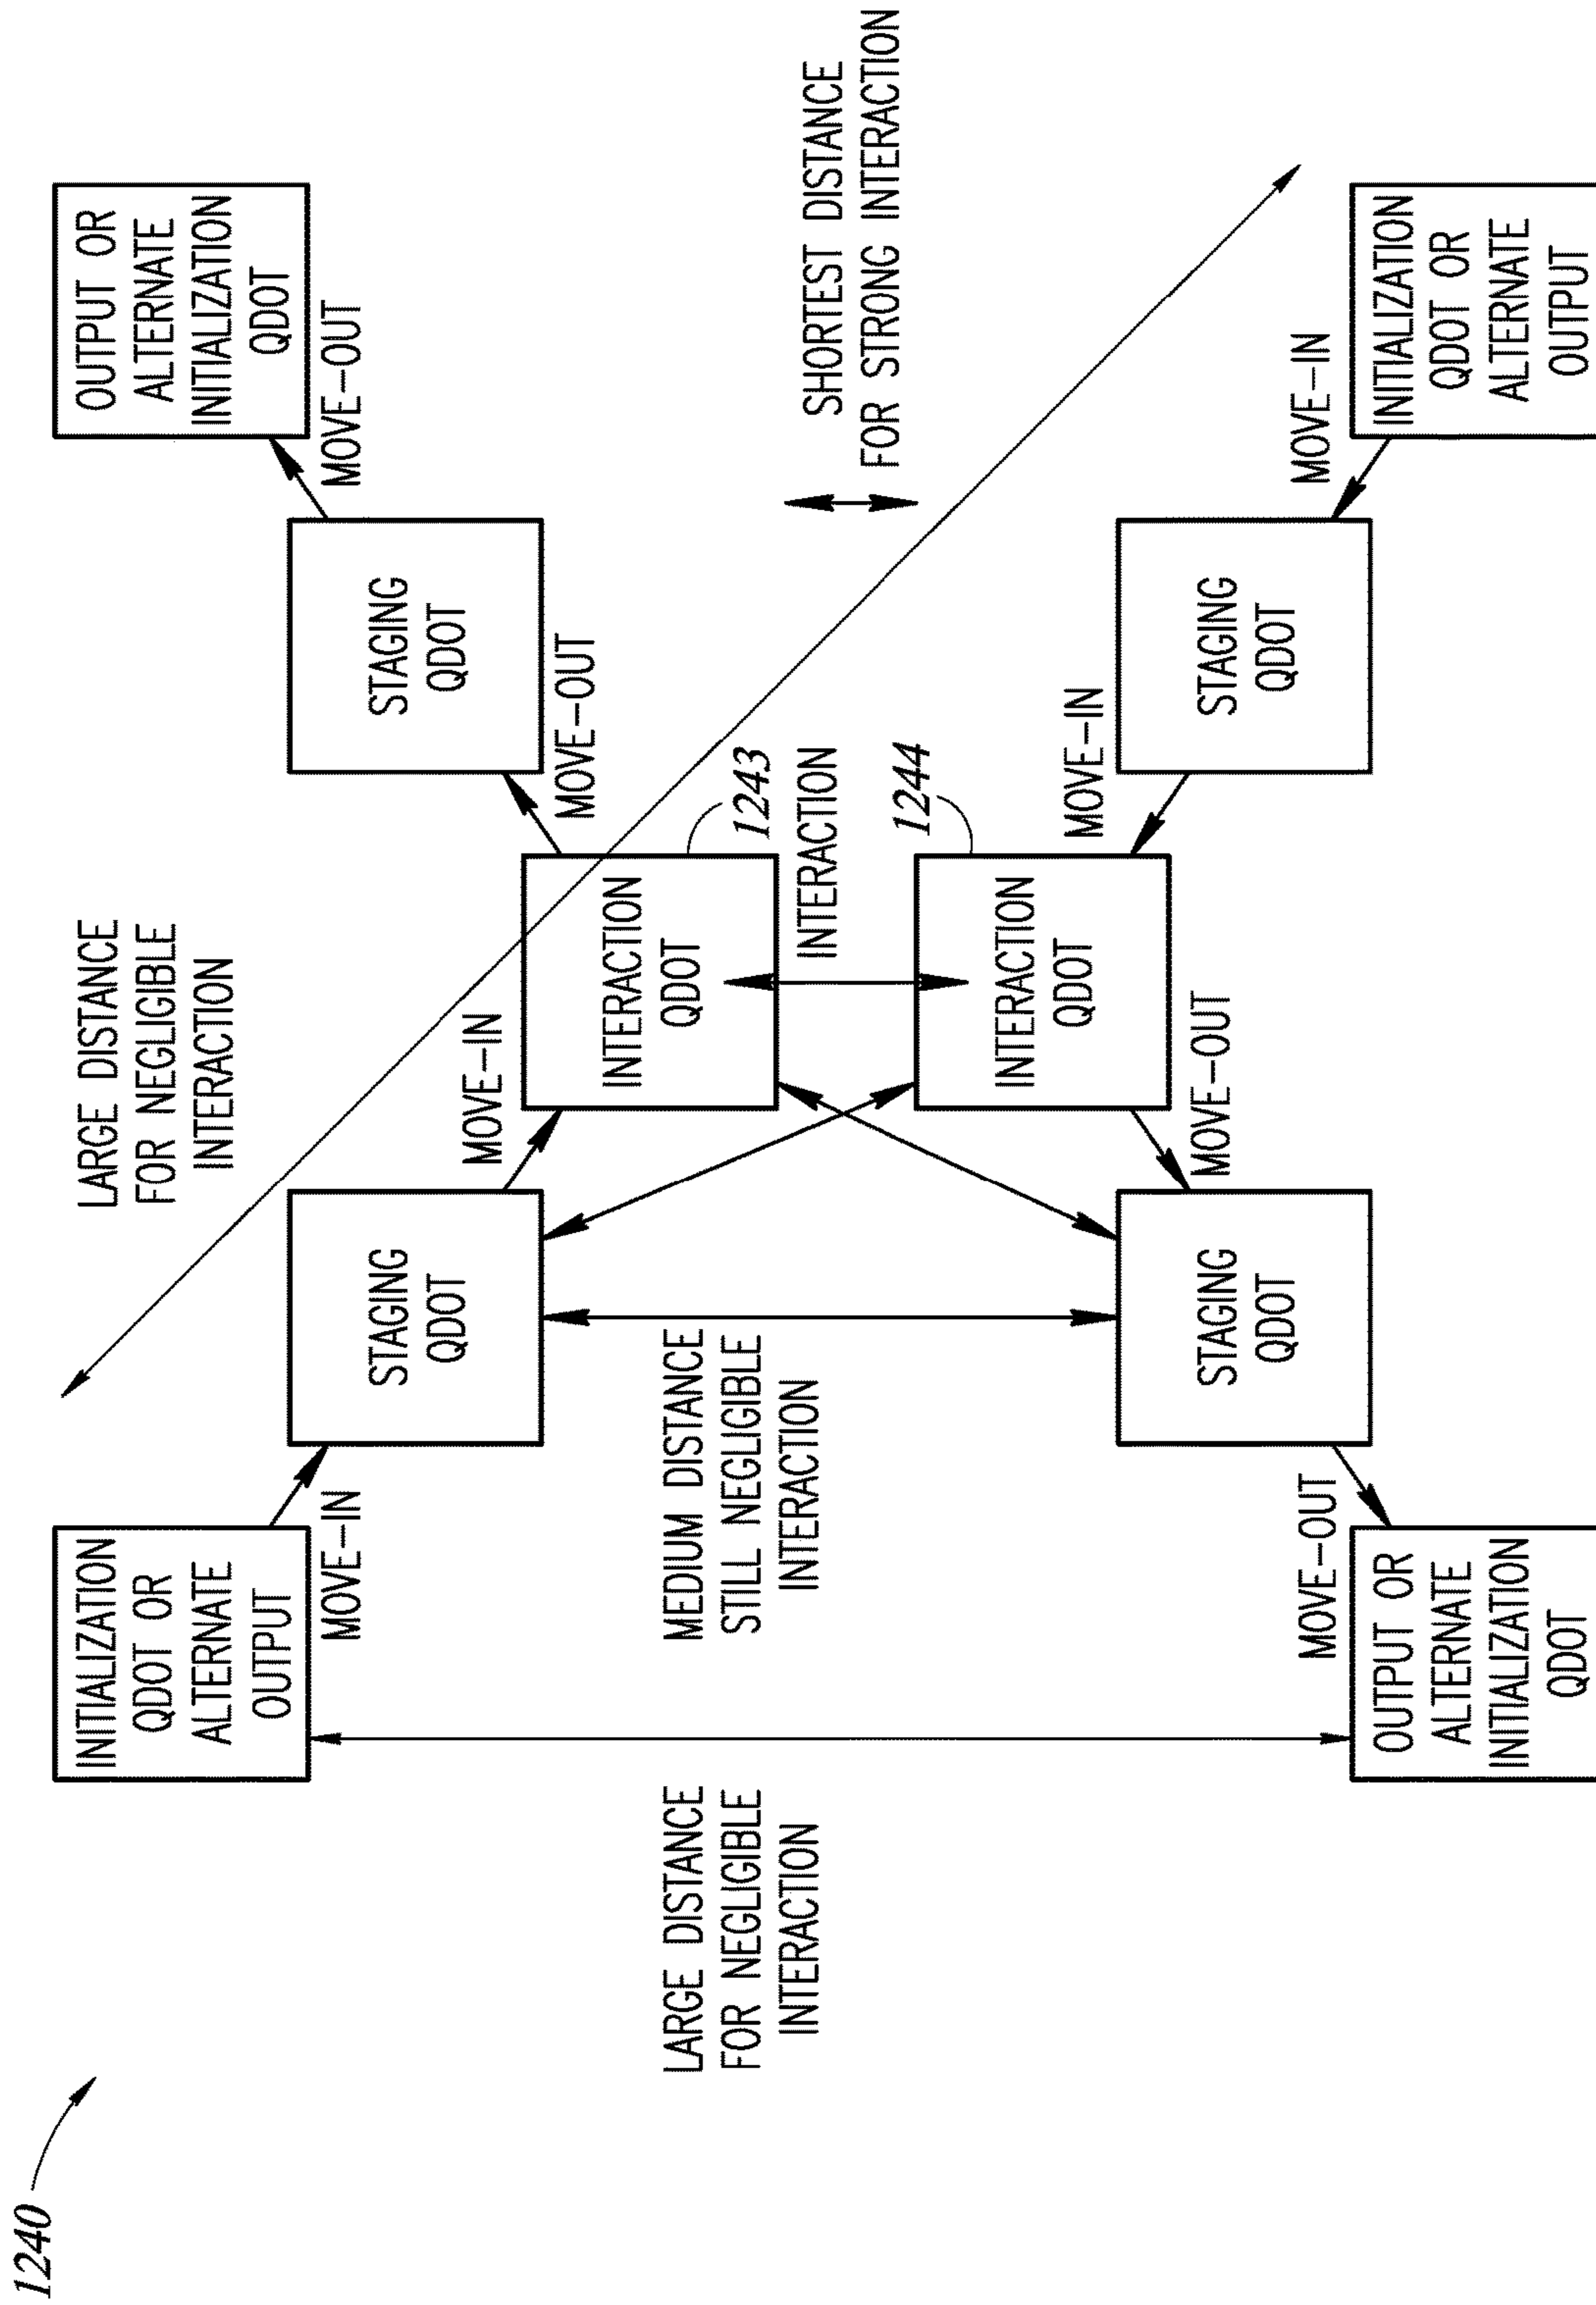 1240
LARGE DISTANCE
FOR NEGLIGIBLE
INTERACTION
INITIALIZATION
QDOT OR
ALTERNATE
OUTPUT
MOVE-IN
STAGING
QDOT
MOVE-IN
INTERACTION
QDOT
1243
MOVE-OUT
STAGING
QDOT
MOVE-OUT
OUTPUT OR
ALTERNATE
INITIALIZATION
QDOT
LARGE DISTANCE
FOR NEGLIGIBLE
INTERACTION
MEDIUM DISTANCE
STILL NEGLIGIBLE
INTERACTION
INTERACTION
SHORTEST DISTANCE
FOR STRONG INTERACTION
OUTPUT OR
ALTERNATE
INITIALIZATION
QDOT
MOVE-OUT
STAGING
QDOT
MOVE-OUT
INTERACTION
QDOT
1244
MOVE-IN
STAGING
QDOT
MOVE-IN
INITIALIZATION
QDOT OR
ALTERNATE
OUTPUT